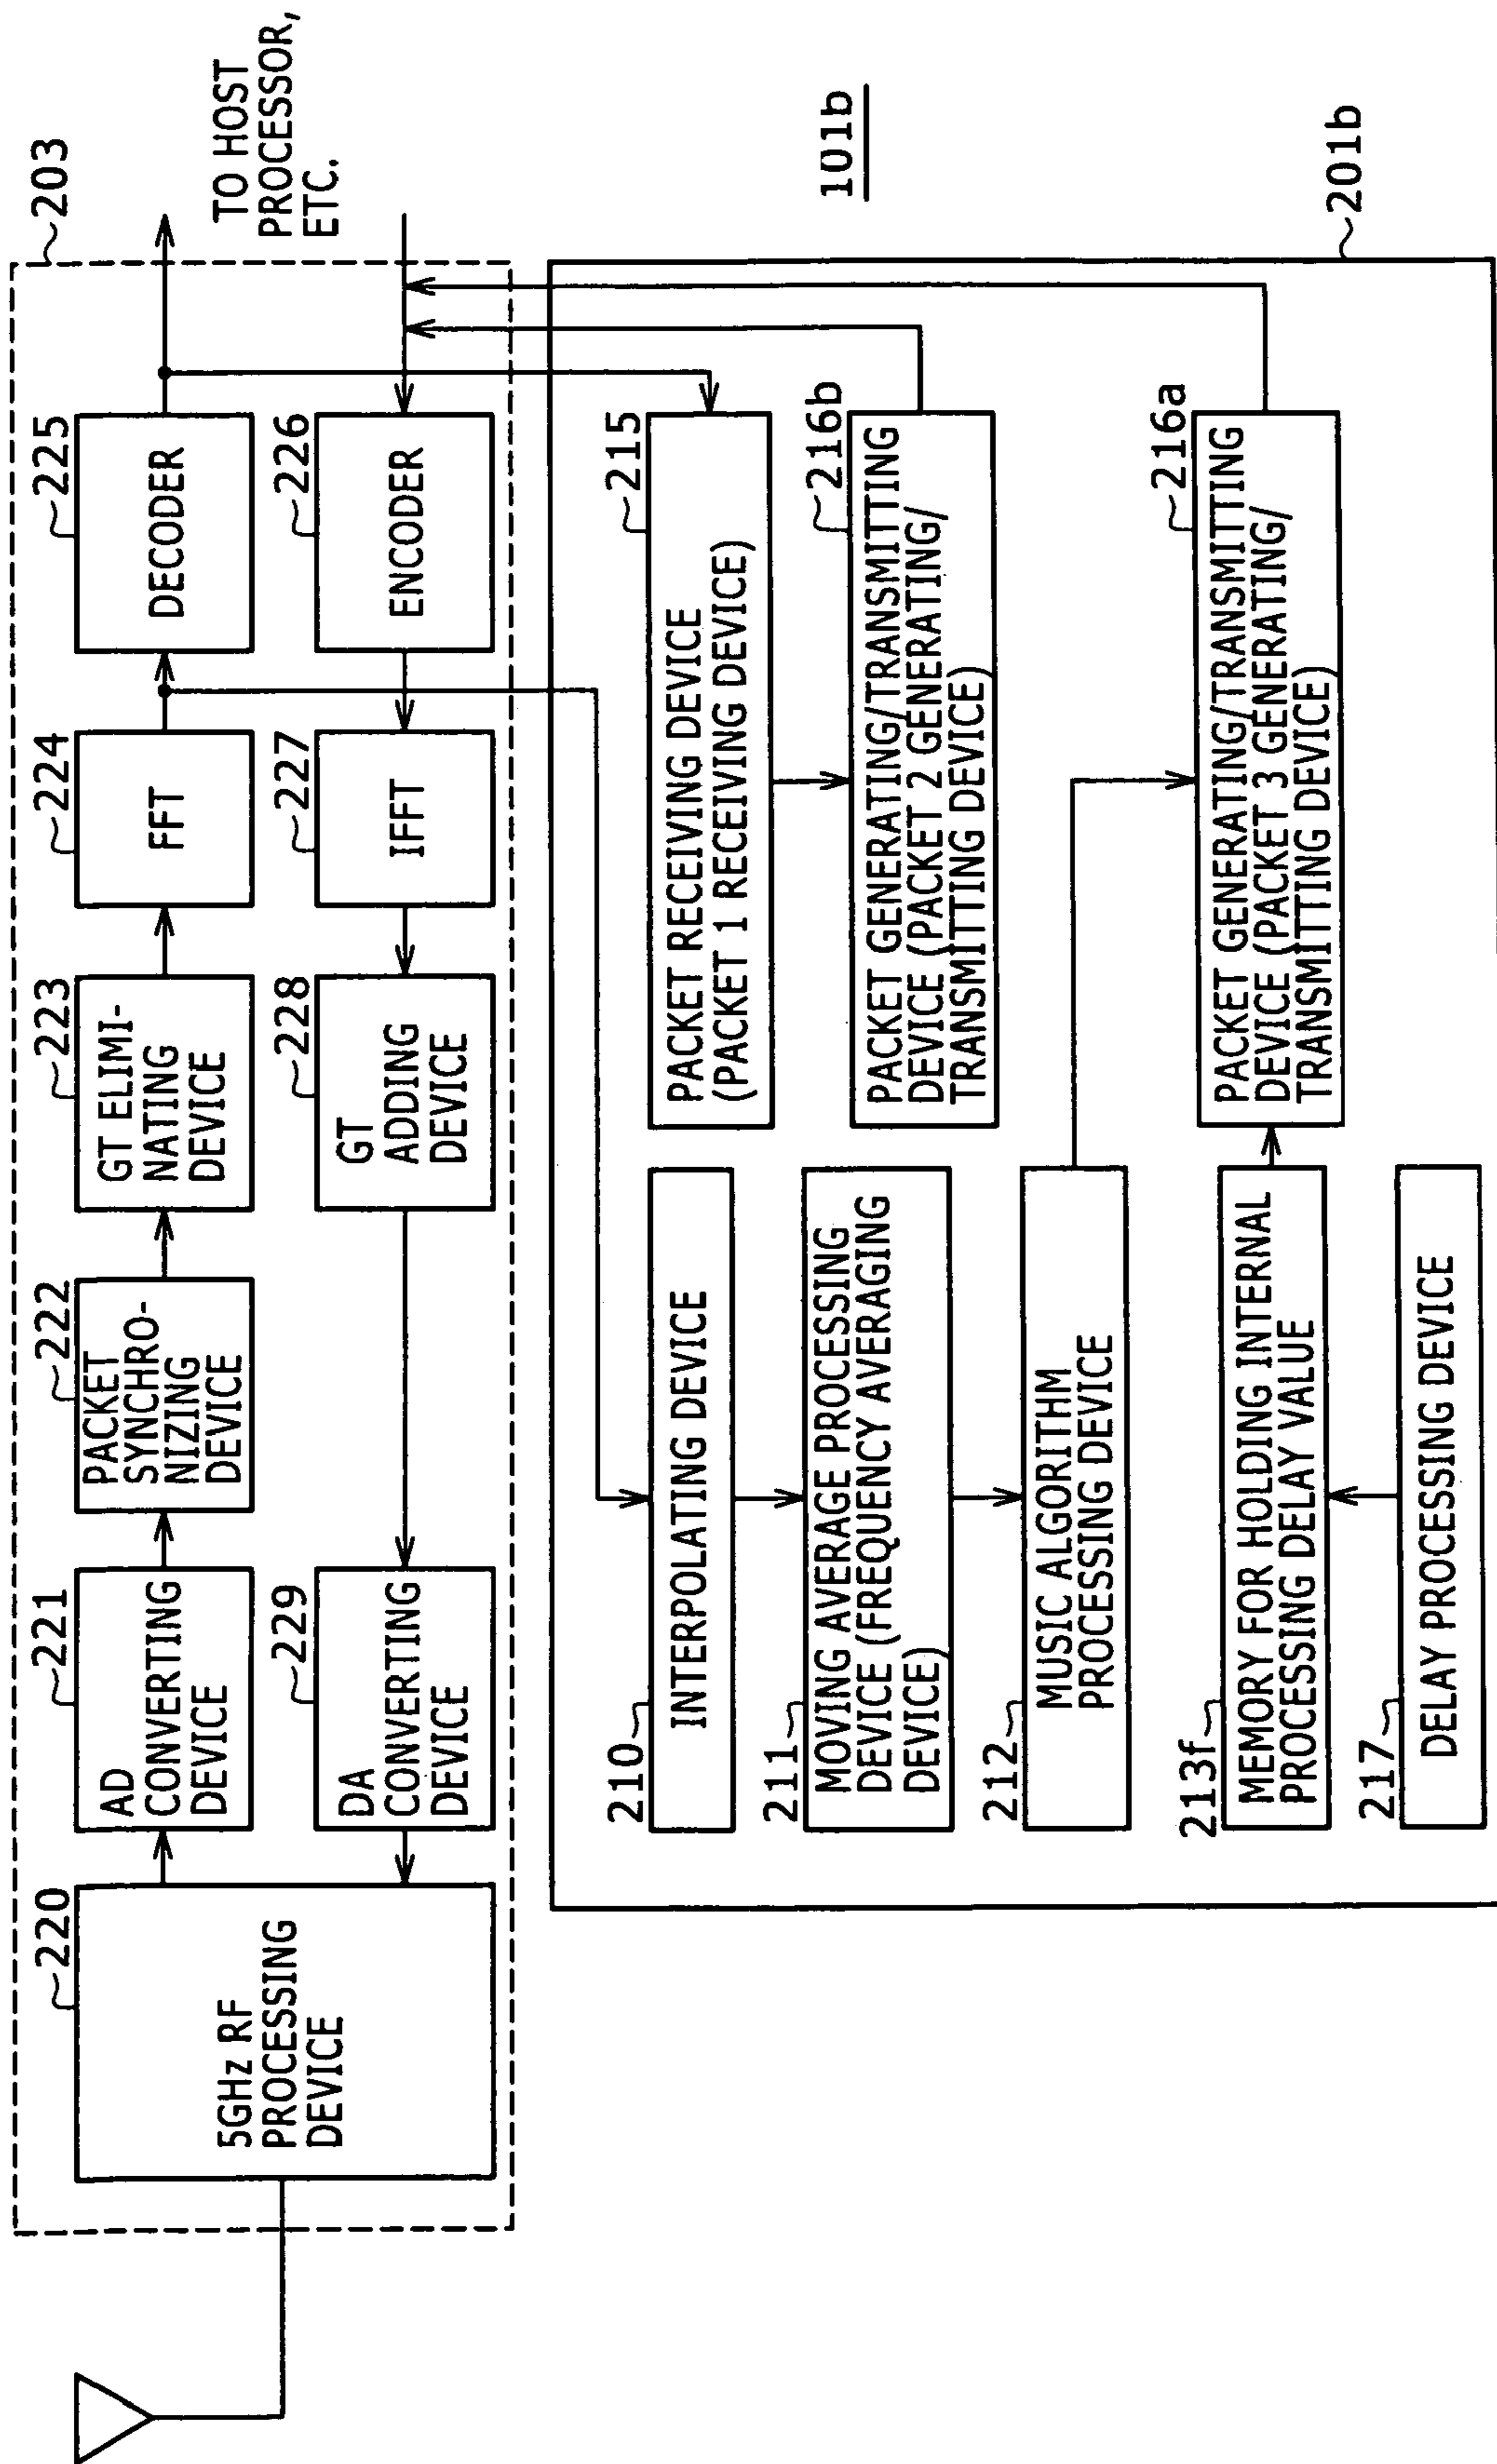 203
TO HOST
PROCESSOR,
ETC.
220
5GHz RF
PROCESSING
DEVICE
221
AD
CONVERTING
DEVICE
222
PACKET
SYNCHRO-
NIZING
DEVICE
223
GT ELIMI-
NATING
DEVICE
224
FFT
225
DECODER
229
DA
CONVERTING
DEVICE
228
GT
ADDING
DEVICE
227
IFFT
226
ENCODER
101b
201b
210
INTERPOLATING DEVICE
211
MOVING AVERAGE PROCESSING
DEVICE (FREQUENCY AVERAGING
DEVICE)
212
MUSIC ALGORITHM
PROCESSING DEVICE
213f
MEMORY FOR HOLDING INTERNAL
PROCESSING DELAY VALUE
217
DELAY PROCESSING DEVICE
215
PACKET RECEIVING DEVICE
(PACKET 1 RECEIVING DEVICE)
216b
PACKET GENERATING/TRANSMITTING
DEVICE (PACKET 2 GENERATING/
TRANSMITTING DEVICE)
216a
PACKET GENERATING/TRANSMITTING
DEVICE (PACKET 3 GENERATING/
TRANSMITTING DEVICE)